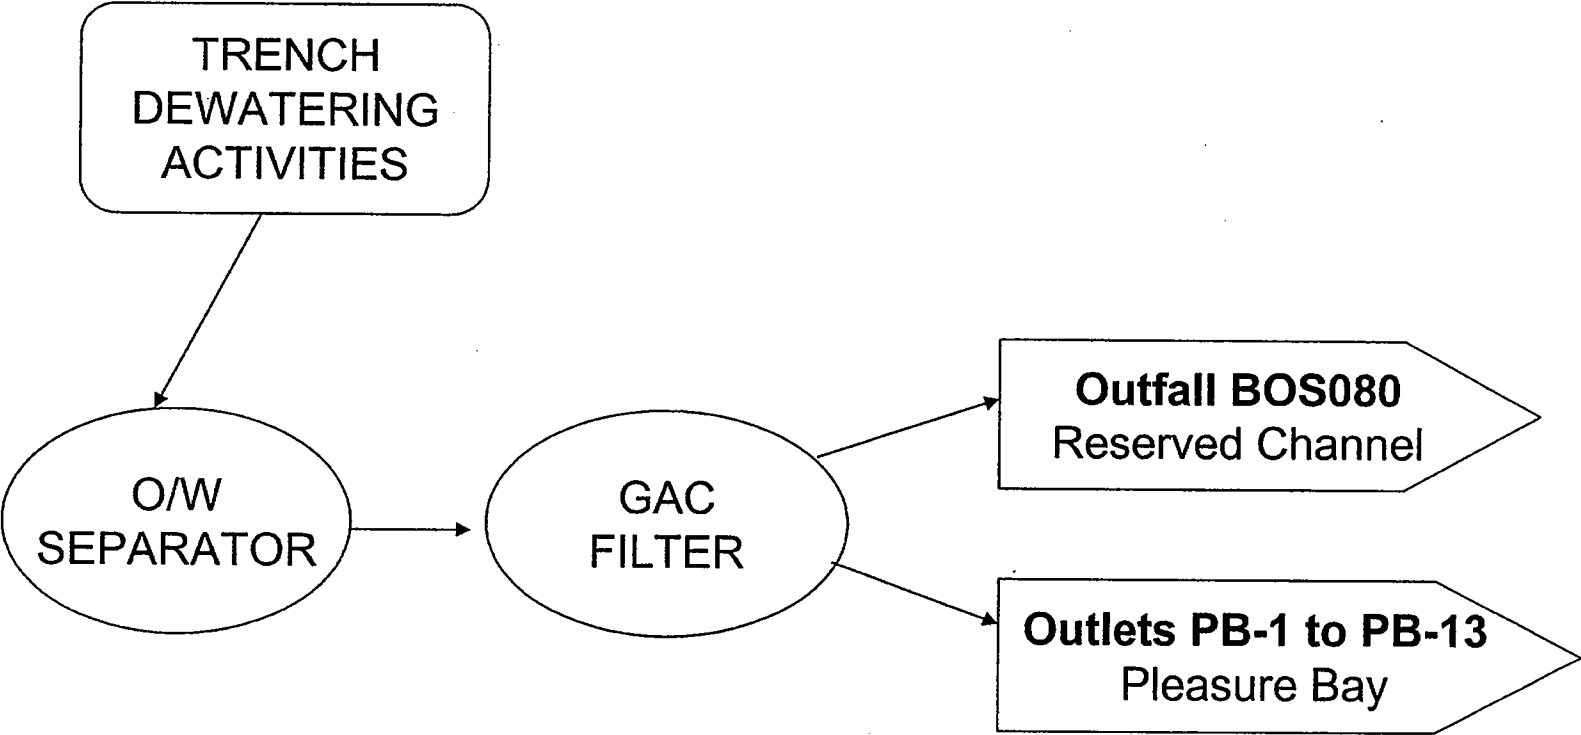 TRENCH
DEWATERING
ACTIVITIES
O/W
SEPARATOR
GAC
FILTER
Outfall BOS080
Reserved Channel
Outlets PB-1 to PB-13
Pleasure Bay